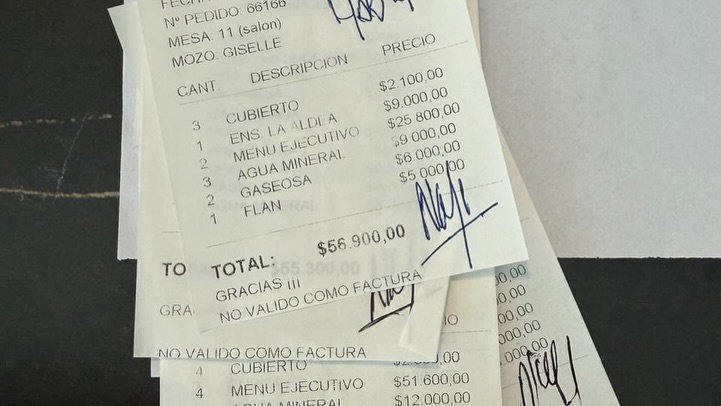 Nº PEDIDO: 66166
MESA: 11 (salon)
MOZO: GISELLE
CANT. DESCRIPCION PRECIO
3 CUBIERTO $2.100,00
1 ENS. LA ALDEA $9.000,00
2 MENU EJECUTIVO $25.800,00
3 AGUA MINERAL $9.000,00
2 GASEOSA $6.000,00
1 FLAN $5.000,00
TOTAL: $56.900,00
GRACIAS !!!
NO VALIDO COMO FACTURA
TO $55.300,00
GRA
NO VALIDO COMO FACTURA
4 CUBIERTO
4 MENU EJECUTIVO $51.600,00
AGUA MINERAL $12.000,00